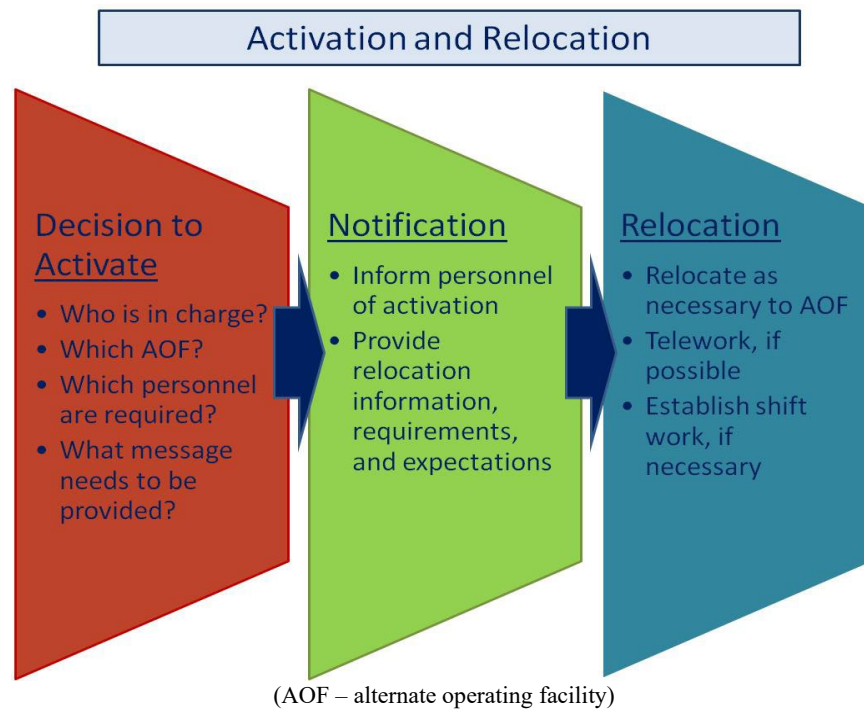 Activation and Relocation
Decision to
Activate
• Who is in charge?
• Which AOF?
• Which personnel
are required?
• What message
needs to be
provided?
Notification
• Inform personnel
of activation
• Provide
relocation
information,
requirements,
and expectations
Relocation
• Relocate as
necessary to AOF
• Telework, if
possible
• Establish shift
work, if
necessary
(AOF – alternate operating facility)